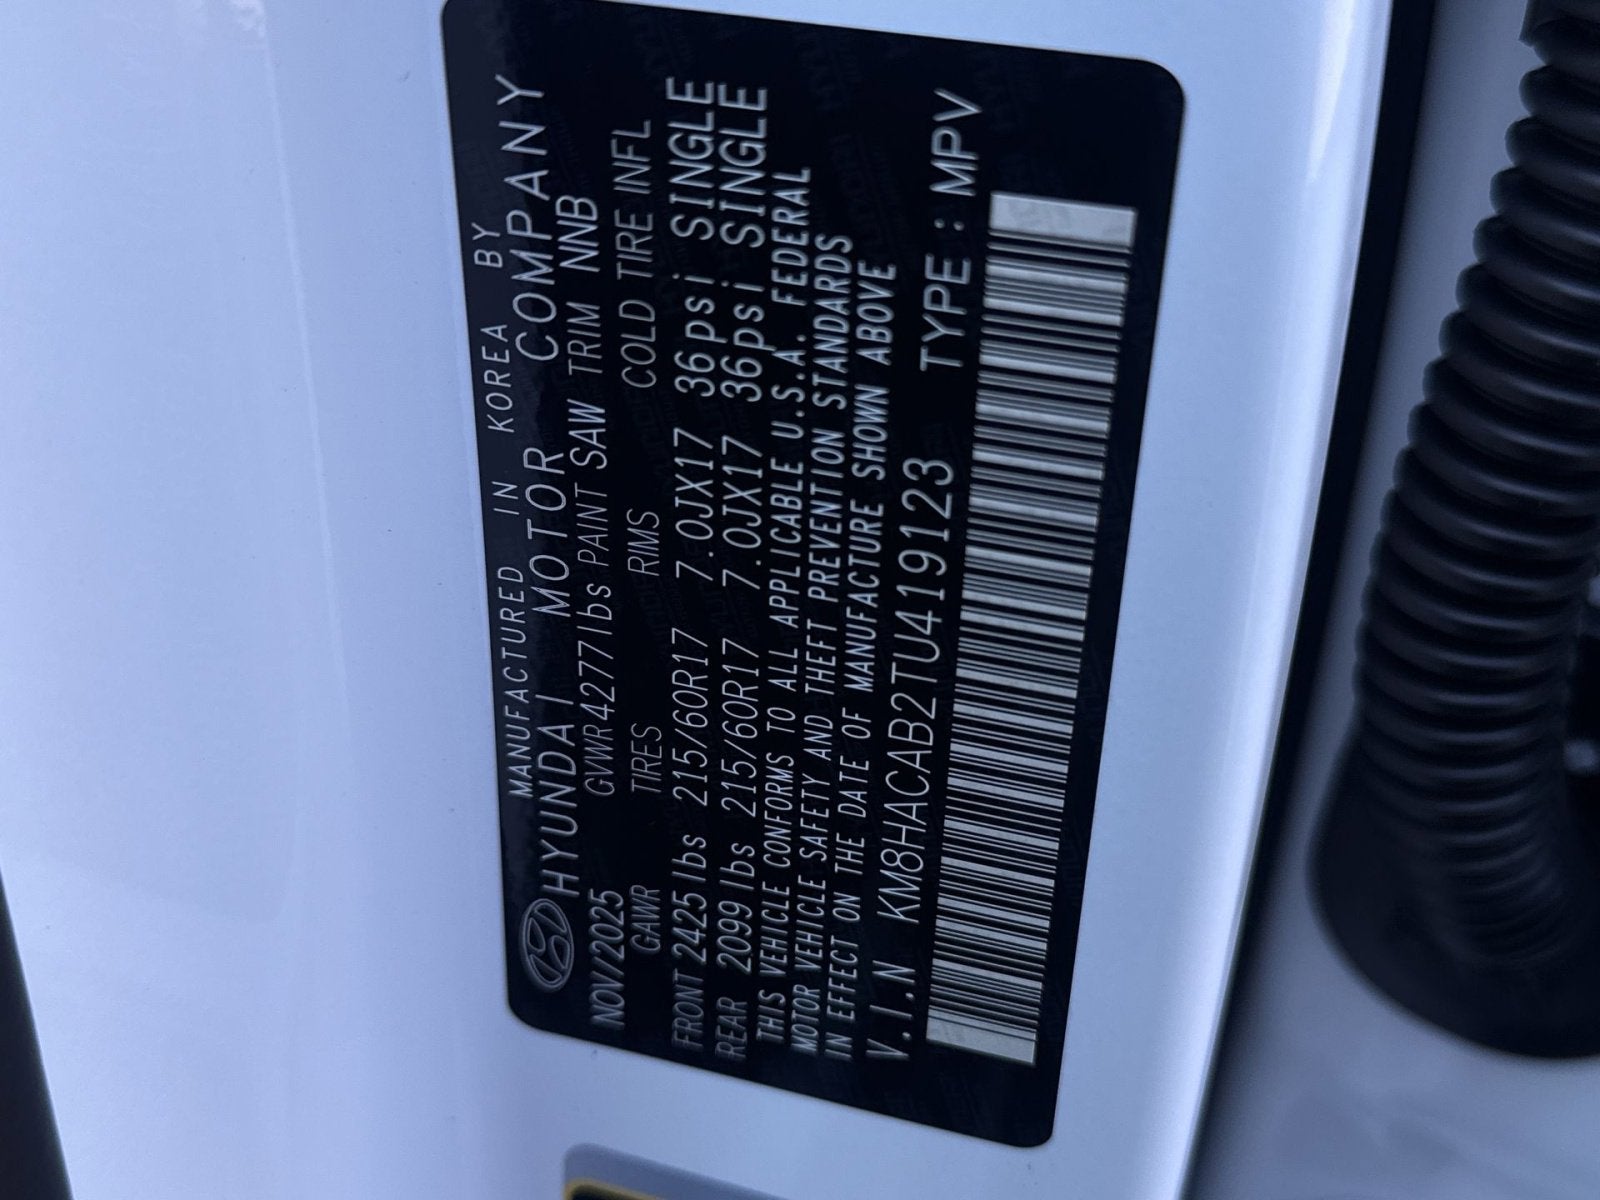 MANUFACTURED IN KOREA BY
HYUNDAI MOTOR COMPANY
NOV/2025 GVWR 4277lbs PAINT SAW TRIM NNB
GAWR TIRES RIMS COLD TIRE INFL
FRONT 2425lbs 215/60R17 7.0JX17 36psi SINGLE
REAR 2099lbs 215/60R17 7.0JX17 36psi SINGLE
THIS VEHICLE CONFORMS TO ALL APPLICABLE U.S.A. FEDERAL
MOTOR VEHICLE SAFETY AND THEFT PREVENTION STANDARDS
IN EFFECT ON THE DATE OF MANUFACTURE SHOWN ABOVE
V.I.N KM8HACAB2TU419123 TYPE : MPV